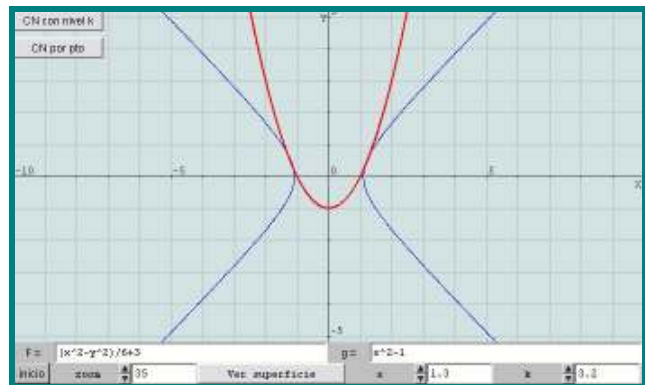 CN con nivel k
CN por pto
Y
-10
-5
0
5
X
-5
F= (x^2-y^2)/6+3 g= x^2-1
inicio zoom 35 Ver superficie a 1.3 k 3.2